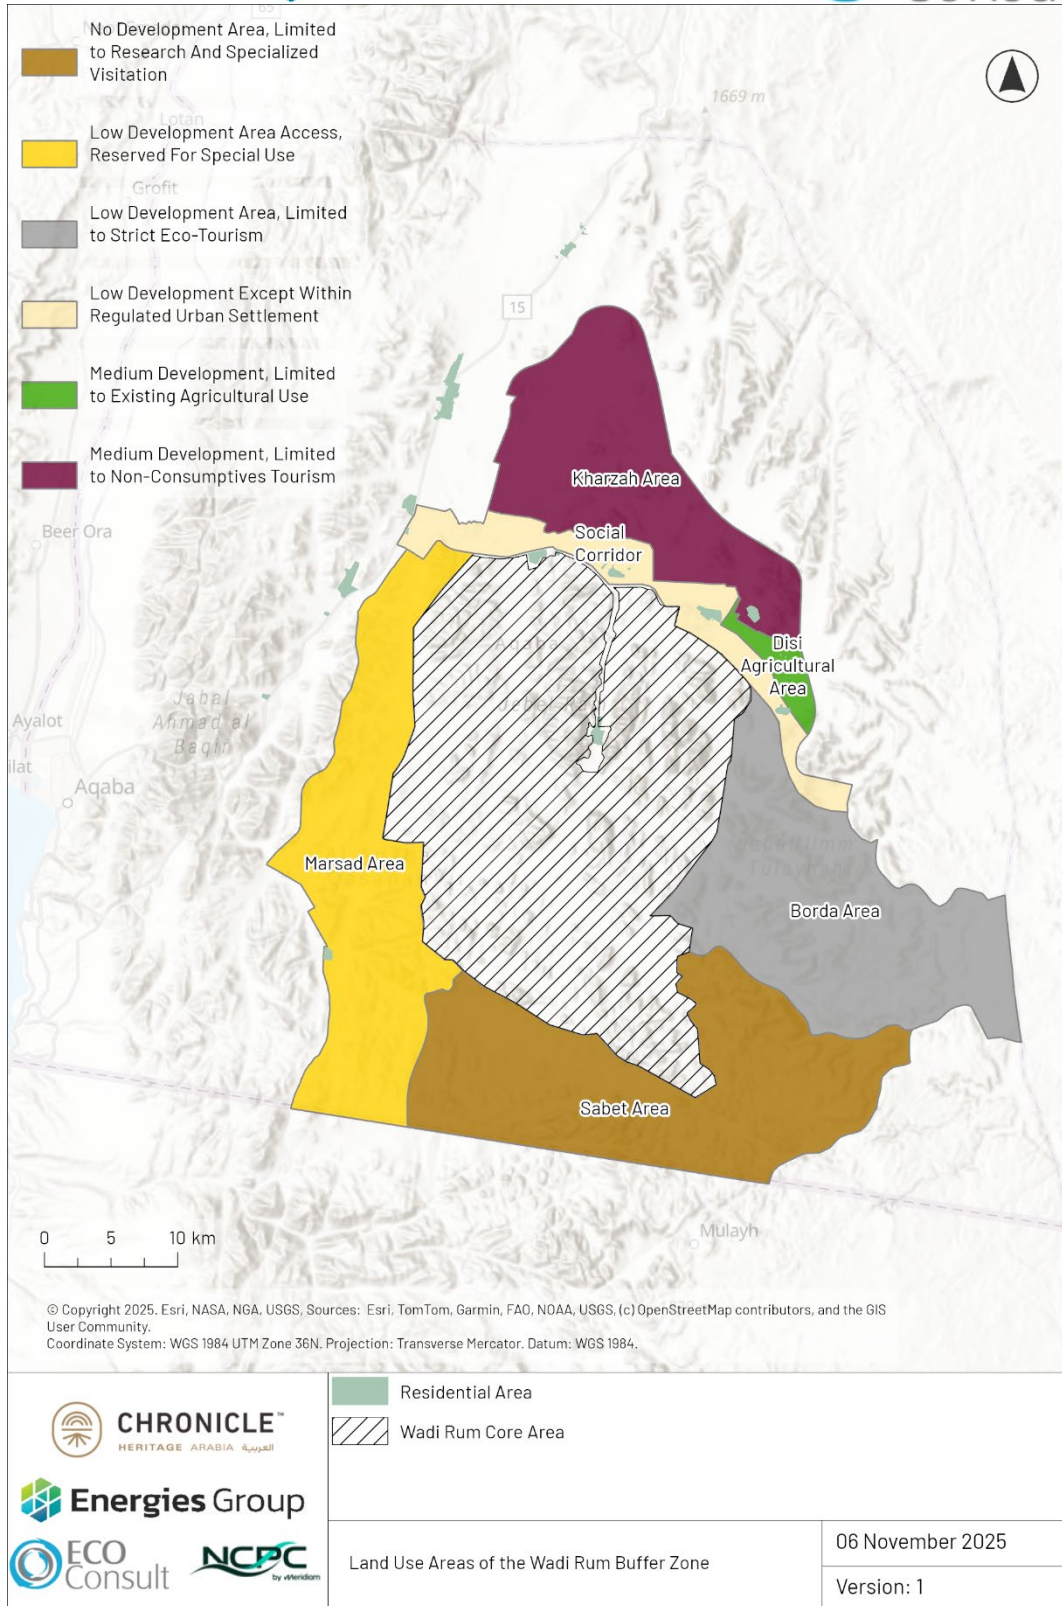 No Development Area, Limited
to Research And Specialized
Visitation
Low Development Area Access,
Reserved For Special Use
Low Development Area, Limited
to Strict Eco-Tourism
Low Development Except Within
Regulated Urban Settlement
Medium Development, Limited
to Existing Agricultural Use
Medium Development, Limited
to Non-Consumptives Tourism
65
Lotan
Grofit
1669 m
15
Beer Ora
Kharzah Area
Social
Corridor
Disi
Agricultural
Area
Jabal
Ahmad al
Baqir
Ayalot
ilat
Aqaba
Marsad Area
Borda Area
Sabet Area
Mulayh
0 5 10 km
© Copyright 2025. Esri, NASA, NGA, USGS, Sources: Esri, TomTom, Garmin, FAO, NOAA, USGS, (c) OpenStreetMap contributors, and the GIS
User Community.
Coordinate System: WGS 1984 UTM Zone 36N. Projection: Transverse Mercator. Datum: WGS 1984.
CHRONICLE™
HERITAGE ARABIA العربية
Energies Group
ECO
Consult
NCPC
by Meridiam
Residential Area
Wadi Rum Core Area
Land Use Areas of the Wadi Rum Buffer Zone
06 November 2025
Version: 1